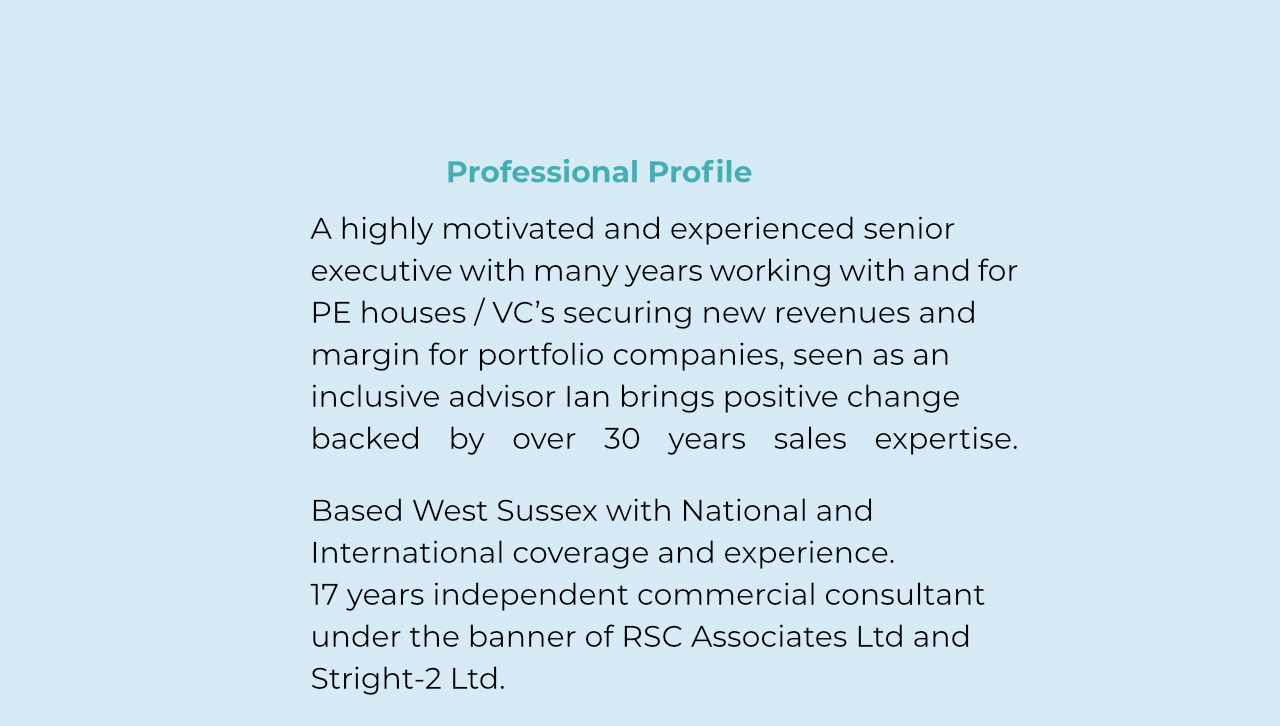 Professional Profile
A highly motivated and experienced senior
executive with many years working with and for
PE houses / VC’s securing new revenues and
margin for portfolio companies, seen as an
inclusive advisor Ian brings positive change
backed by over 30 years sales expertise.
Based West Sussex with National and
International coverage and experience.
17 years independent commercial consultant
under the banner of RSC Associates Ltd and
Stright-2 Ltd.